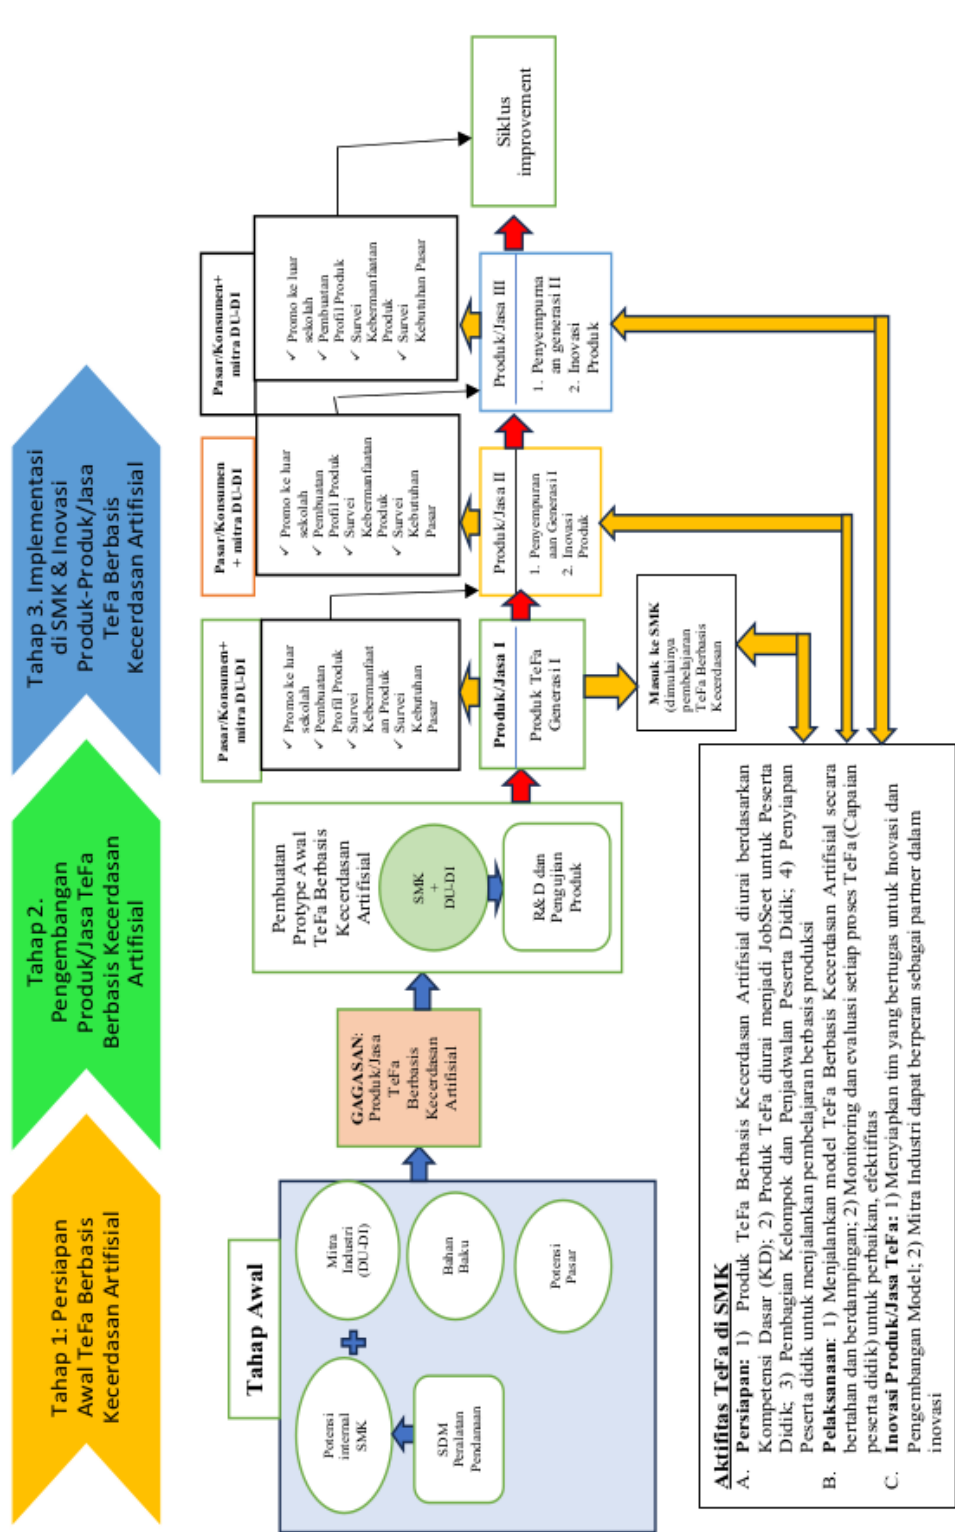 Tahap 1: Persiapan
Awal TeFa Berbasis
Kecerdasan Artifisial
Tahap 2.
Pengembangan
Produk/Jasa TeFa
Berbasis Kecerdasan
Artifisial
Tahap 3. Implementasi
di SMK & Inovasi
Produk-Produk/Jasa
TeFa Berbasis
Kecerdasan Artifisial
Tahap Awal
Potensi
internal
SMK
Mitra
Industri
(DU-DI)
SDM
Peralatan
Pendanaan
Bahan
Baku
Potensi
Pasar
GAGASAN:
Produk/Jasa
TeFa
Berbasis
Kecerdasan
Artifisial
Pembuatan
Protype Awal
TeFa Berbasis
Kecerdasan
Artifisial
SMK
+
DU-DI
R&D dan
Pengujian
Produk
Pasar/Konsumen+
mitra DU-DI
✓ Promo ke luar
sekolah
✓ Pembuatan
Profil Produk
✓ Survei
Kebermanfaat
an Produk
✓ Survei
Kebutuhan
Pasar
Produk/Jasa I
Produk TeFa
Generasi I
Masuk ke SMK
(dimulainya
pembelajaran
TeFa Berbasis
Kecerdasan
Pasar/Konsumen
+ mitra DU-DI
✓ Promo ke luar
sekolah
✓ Pembuatan
Profil Produk
✓ Survei
Kebermanfaatan
Produk
✓ Survei
Kebutuhan
Pasar
Produk/Jasa II
1. Penyempuran
aan Generasi I
2. Inovasi
Produk
Pasar/Konsumen+
mitra DU-DI
✓ Promo ke luar
sekolah
✓ Pembuatan
Profil Produk
✓ Survei
Kebermanfaatan
Produk
✓ Survei
Kebutuhan Pasar
Produk/Jasa III
1. Penyempurna
an generasi II
2. Inovasi
Produk
Siklus
improvement
Aktifitas TeFa di SMK
A. Persiapan: 1) Produk TeFa Berbasis Kecerdasan Artifisial diurai berdasarkan
Kompetensi Dasar (KD); 2) Produk TeFa diurai menjadi JobSeet untuk Peserta
Didik; 3) Pembagian Kelompok dan Penjadwalan Peserta Didik; 4) Penyiapan
Peserta didik untuk menjalankan pembelajaran berbasis produksi
B. Pelaksanaan: 1) Menjalankan model TeFa Berbasis Kecerdasan Artifisial secara
bertahan dan berdampingan; 2) Monitoring dan evaluasi setiap proses TeFa (Capaian
peserta didik) untuk perbaikan, efektifitas
C. Inovasi Produk/Jasa TeFa: 1) Menyiapkan tim yang bertugas untuk Inovasi dan
Pengembangan Model; 2) Mitra Industri dapat berperan sebagai partner dalam
inovasi